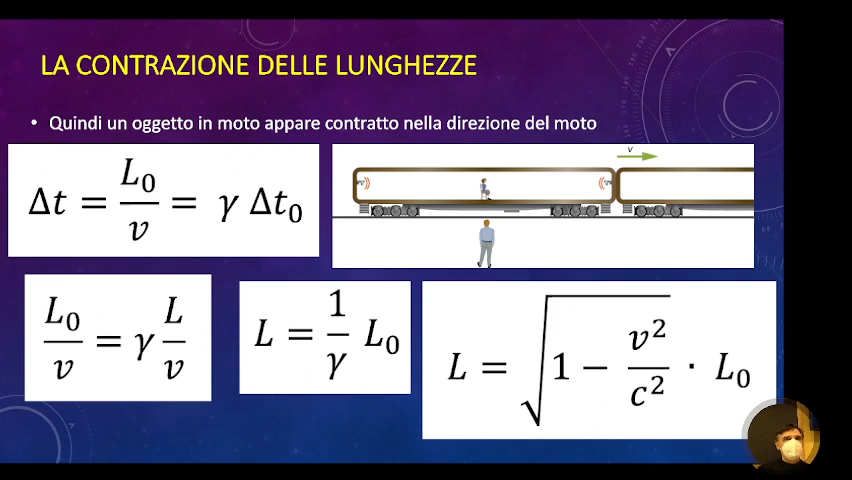 LA CONTRAZIONE DELLE LUNGHEZZE
• Quindi un oggetto in moto appare contratto nella direzione del moto
v
Δt = L₀/v = γ Δt₀
L₀/v = γ L/v
L = 1/γ L₀
L = √(1 − v²/c²) · L₀